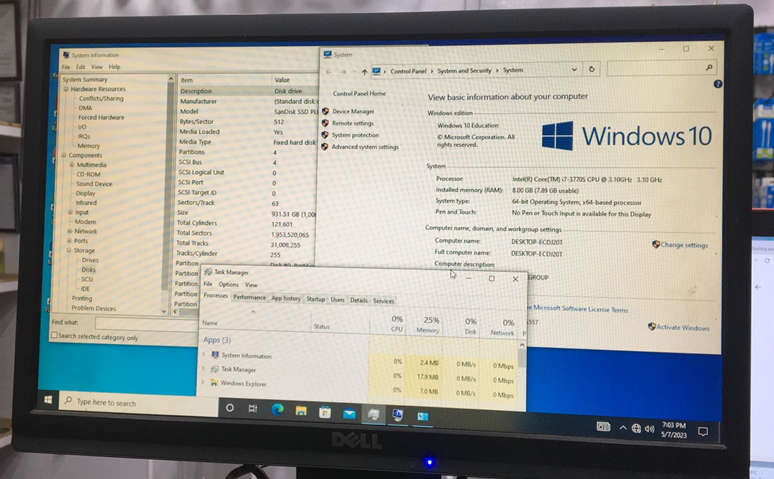 System Information
File Edit View Help
System Summary
Hardware Resources
Conflicts/Sharing
DMA
Forced Hardware
I/O
IRQs
Memory
Components
Multimedia
CD-ROM
Sound Device
Display
Infrared
Input
Modem
Network
Ports
Storage
Drives
Disks
SCSI
IDE
Printing
Problem Devices
Find what:
Search selected category only
Item Value
Description Disk drive
Manufacturer (Standard disk
Model SanDisk SSD PL
Bytes/Sector 512
Media Loaded Yes
Media Type Fixed hard disk
Partitions 4
SCSI Bus 4
SCSI Logical Unit 0
SCSI Port 0
SCSI Target ID 0
Sectors/Track 63
Size 931.51 GB (1,00
Total Cylinders 121,601
Total Sectors 1,953,520,065
Total Tracks 31,008,255
Tracks/Cylinder 255
Partition
Partition
Partition
Partition
System
Control Panel > System and Security > System
Control Panel Home
Device Manager
Remote settings
System protection
Advanced system settings
View basic information about your computer
Windows edition
Windows 10 Education
© Microsoft Corporation. All
rights reserved.
Windows 10
System
Processor: Intel(R) Core(TM) i7-3770S CPU @ 3.10GHz 3.10 GHz
Installed memory (RAM): 8.00 GB (7.89 GB usable)
System type: 64-bit Operating System, x64-based processor
Pen and Touch: No Pen or Touch Input is available for this Display
Computer name, domain, and workgroup settings
Computer name: DESKTOP-ECDI20T
Full computer name: DESKTOP-ECDI20T
Computer description:
GROUP
Change settings
Microsoft Software License Terms
Activate Windows
Task Manager
File Options View
Processes Performance App history Startup Users Details Services
0% 25% 0% 0%
Name Status CPU Memory Disk Network P
Apps (3)
System Information 0% 2.4 MB 0 MB/s 0 Mbps
Task Manager 0% 17.9 MB 0 MB/s 0 Mbps
Windows Explorer 0% 7.0 MB 0 MB/s 0 Mbps
Type here to search
7:03 PM
5/7/2023
DELL